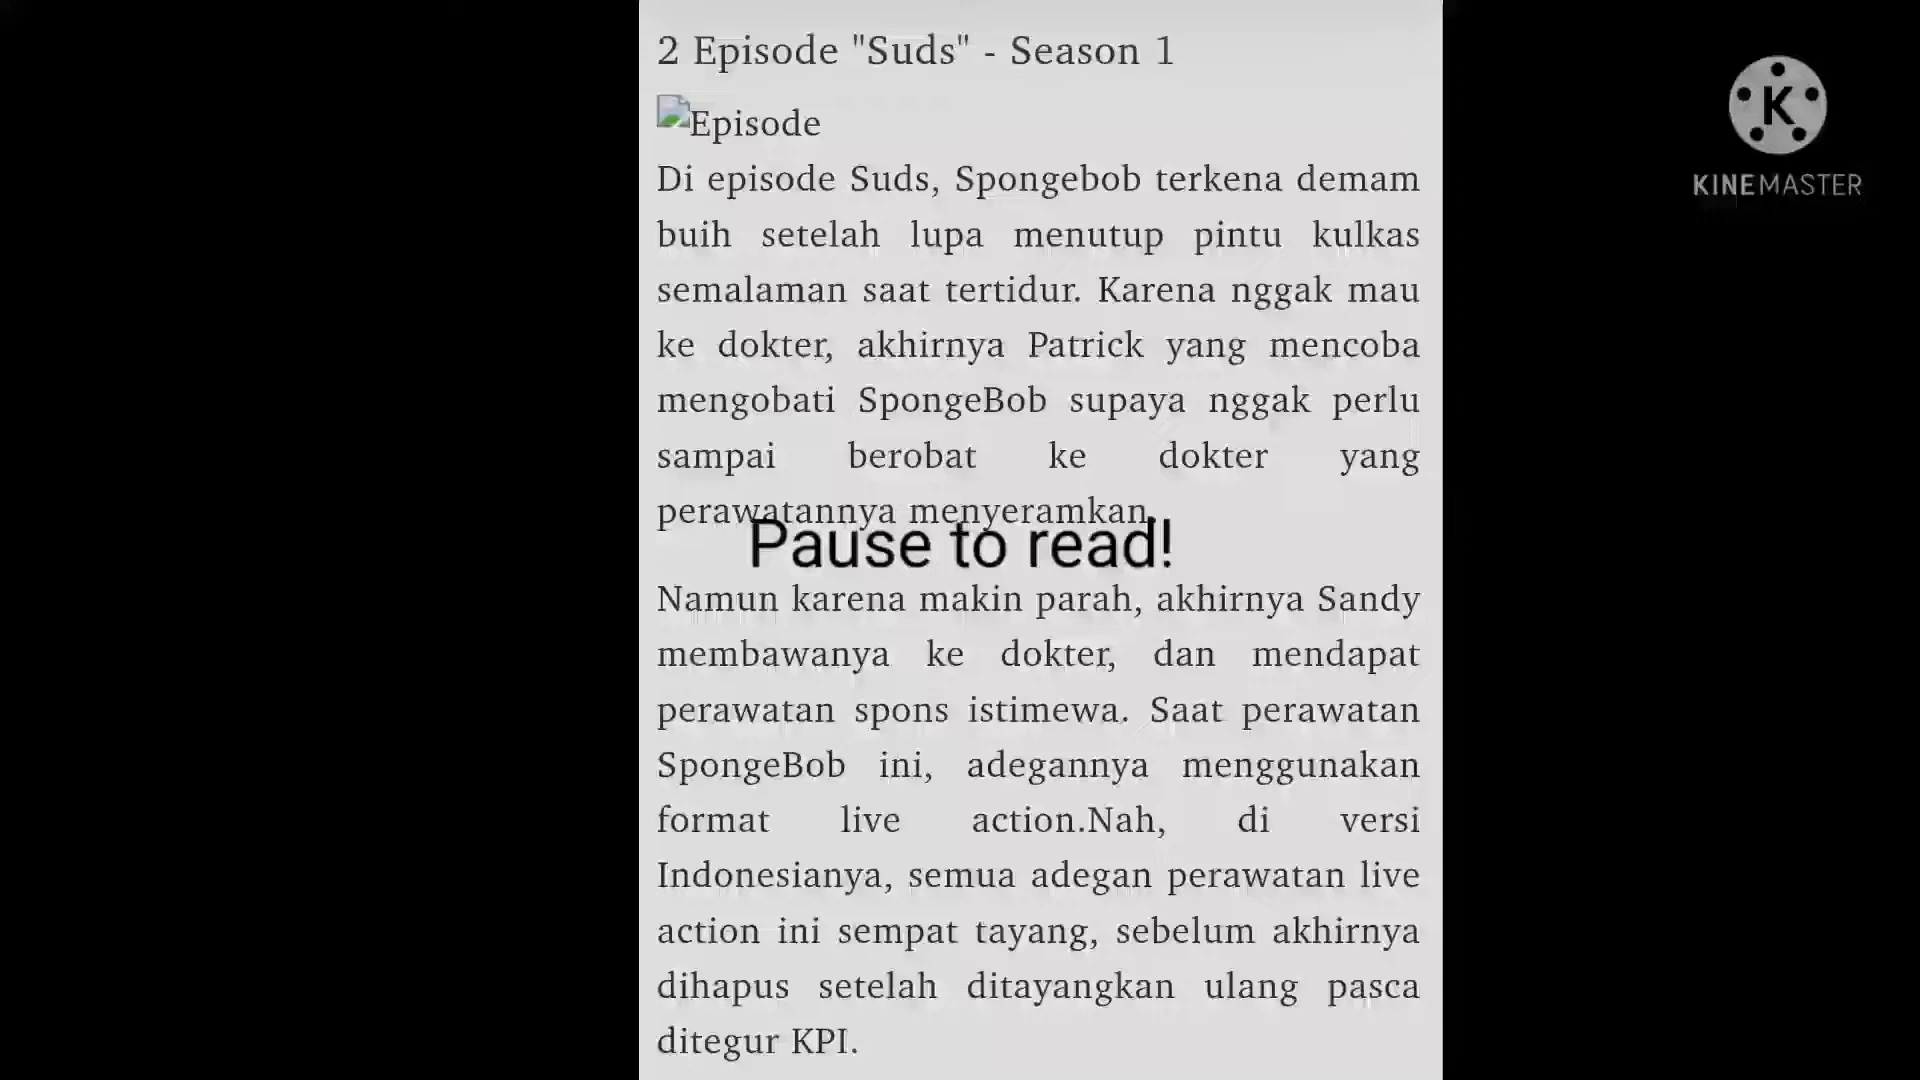 2 Episode "Suds" - Season 1
Episode
Di episode Suds, Spongebob terkena demam
buih setelah lupa menutup pintu kulkas
semalaman saat tertidur. Karena nggak mau
ke dokter, akhirnya Patrick yang mencoba
mengobati SpongeBob supaya nggak perlu
sampai berobat ke dokter yang
perawatannya menyeramkan.
Pause to read!
Namun karena makin parah, akhirnya Sandy
membawanya ke dokter, dan mendapat
perawatan spons istimewa. Saat perawatan
SpongeBob ini, adegannya menggunakan
format live action.Nah, di versi
Indonesianya, semua adegan perawatan live
action ini sempat tayang, sebelum akhirnya
dihapus setelah ditayangkan ulang pasca
ditegur KPI.
K
KINEMASTER